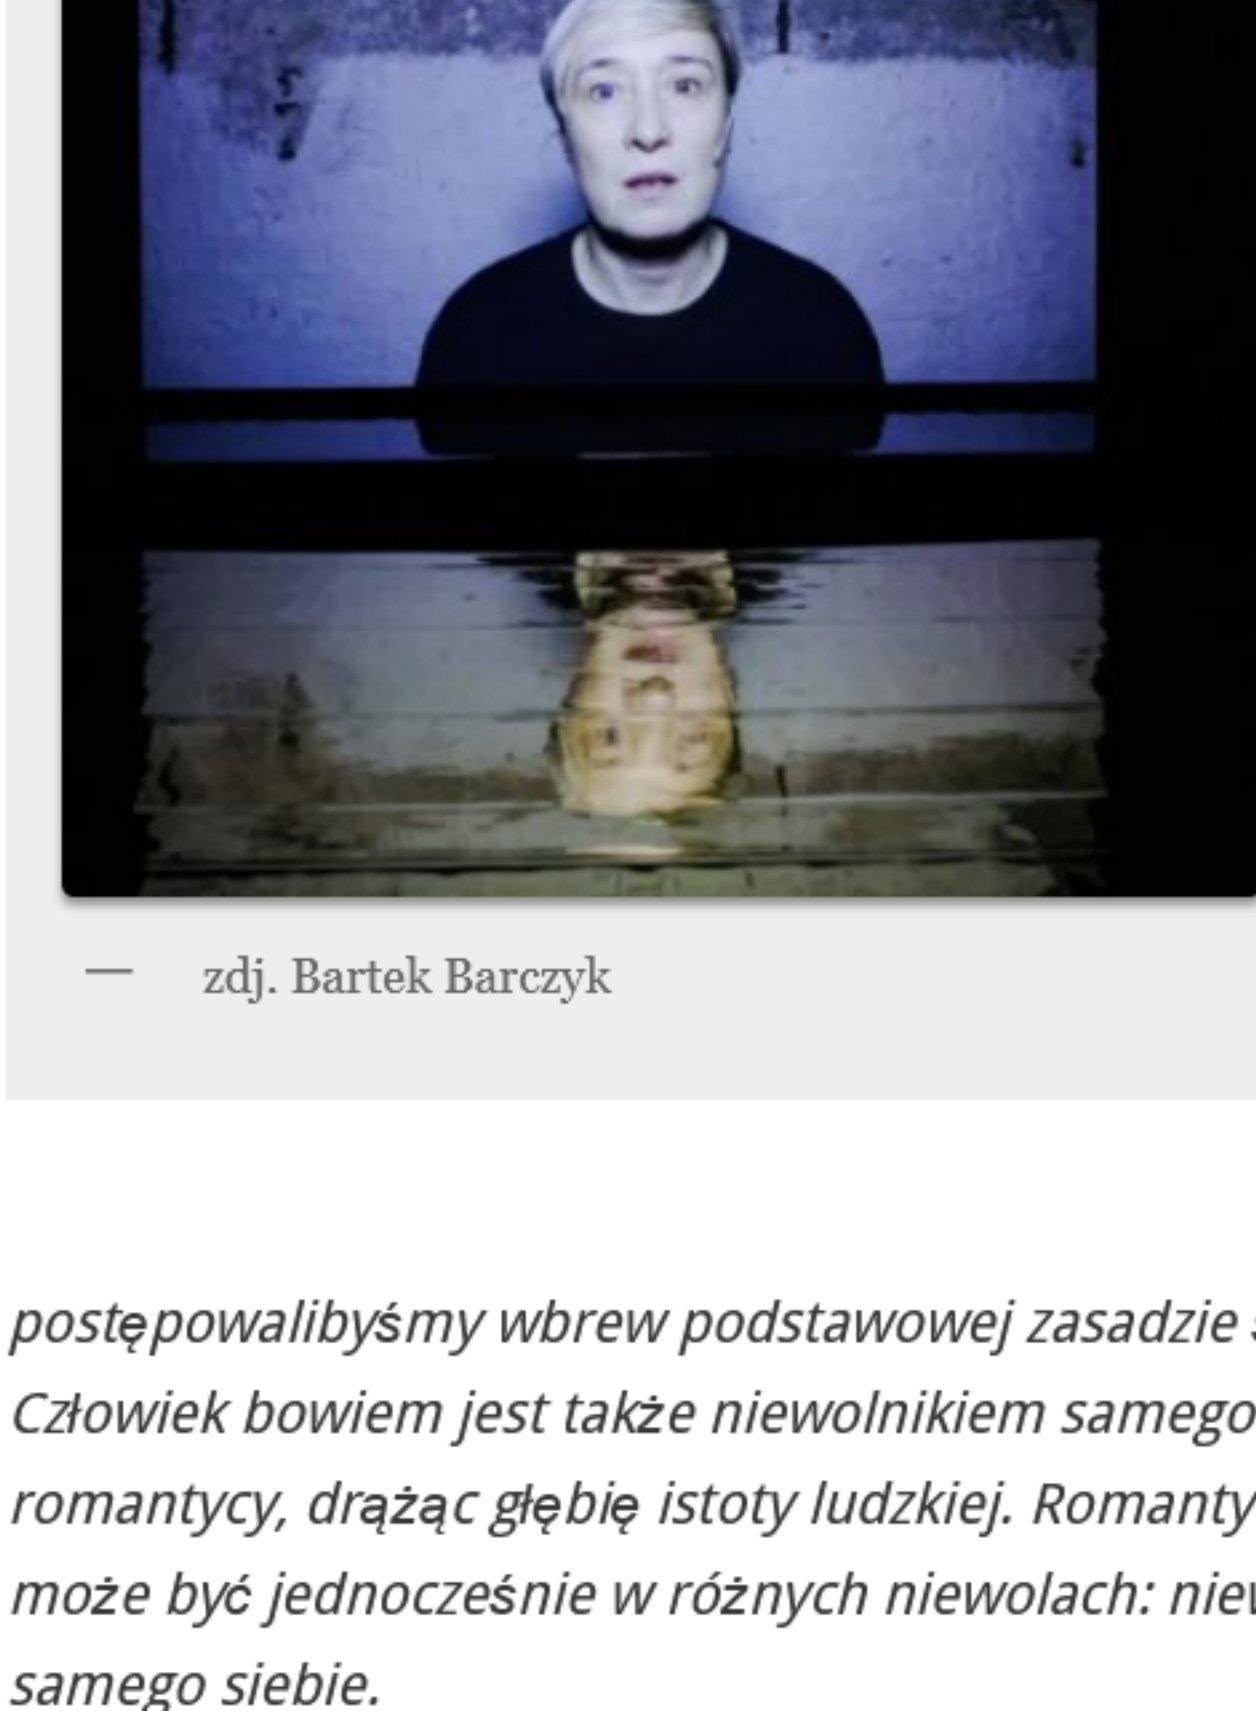 — zdj. Bartek Barczyk
postępowalibyśmy wbrew podstawowej zasadzie
Człowiek bowiem jest także niewolnikiem samego
romantycy, drążąc głębię istoty ludzkiej.
może być jednocześnie w różnych niewolach:
samego siebie.